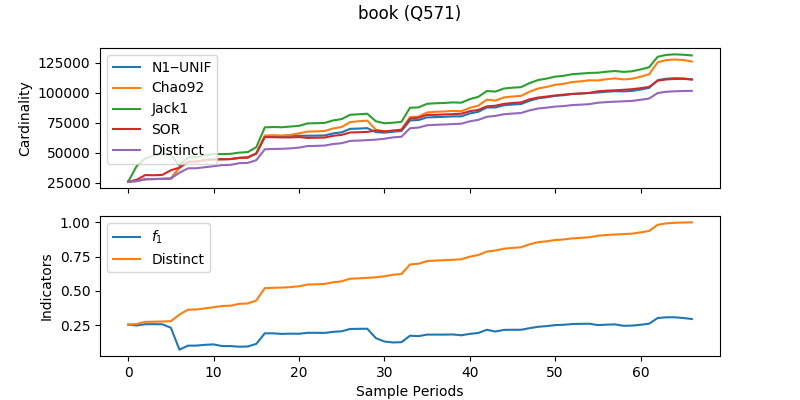 book (Q571)
Cardinality
125000
100000
75000
50000
25000
N1−UNIF
Chao92
Jack1
SOR
Distinct
Indicators
1.00
0.75
0.50
0.25
f1
Distinct
0 10 20 30 40 50 60
Sample Periods